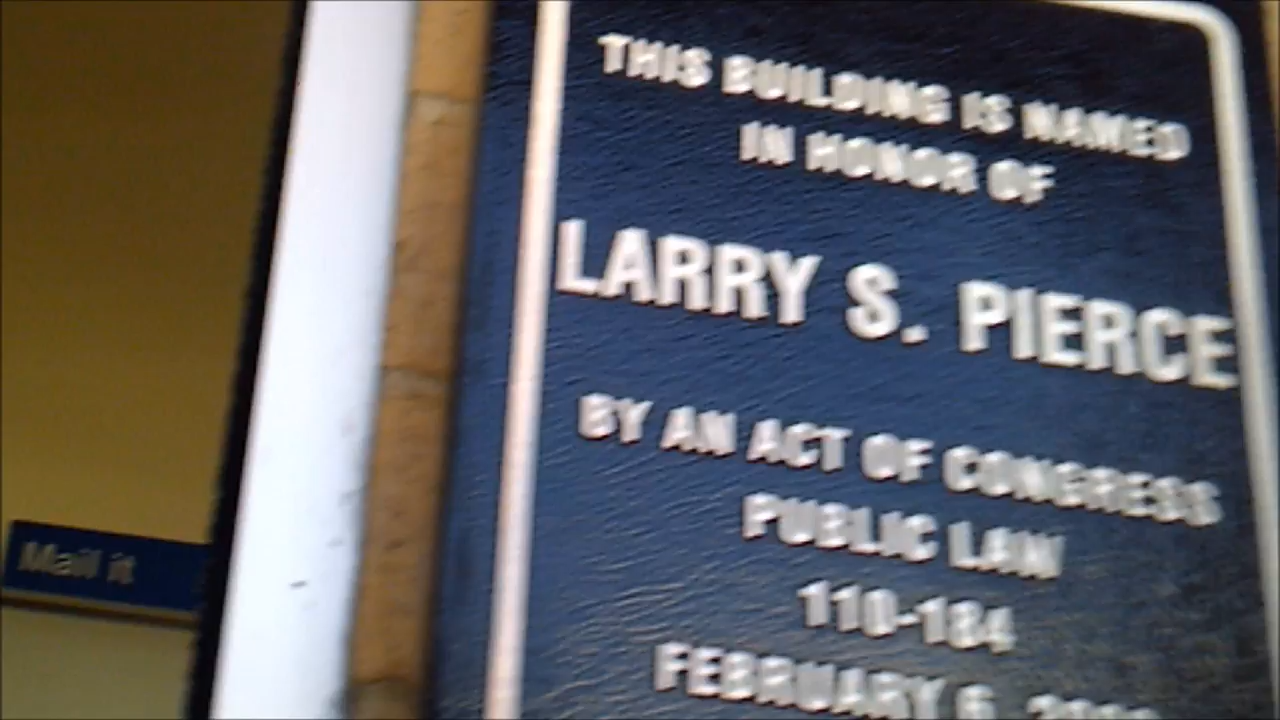 THIS BUILDING IS NAMED
IN HONOR OF
LARRY S. PIERCE
BY AN ACT OF CONGRESS
PUBLIC LAW
110-184
FEBRUARY 6,
Mail it